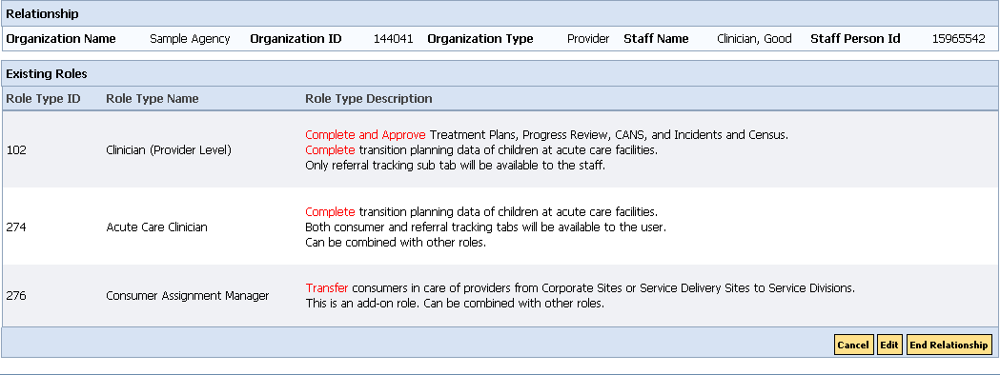 Relationship
Organization Name Sample Agency Organization ID 144041 Organization Type Provider Staff Name Clinician, Good Staff Person Id 15965542
Existing Roles
Role Type ID Role Type Name Role Type Description
Complete and Approve Treatment Plans, Progress Review, CANS, and Incidents and Census.
102 Clinician (Provider Level) Complete transition planning data of children at acute care facilities.
Only referral tracking sub tab will be available to the staff.
Complete transition planning data of children at acute care facilities.
274 Acute Care Clinician Both consumer and referral tracking tabs will be available to the user.
Can be combined with other roles.
Transfer consumers in care of providers from Corporate Sites or Service Delivery Sites to Service Divisions.
276 Consumer Assignment Manager
This is an add-on role. Can be combined with other roles.
Cancel Edit End Relationship